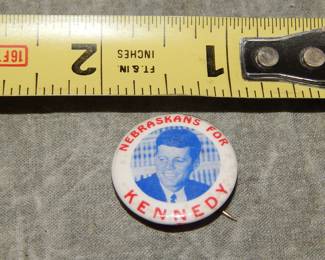 16FT
2
FT. & IN.
INCHES
1
NEBRASKANS FOR
KENNEDY